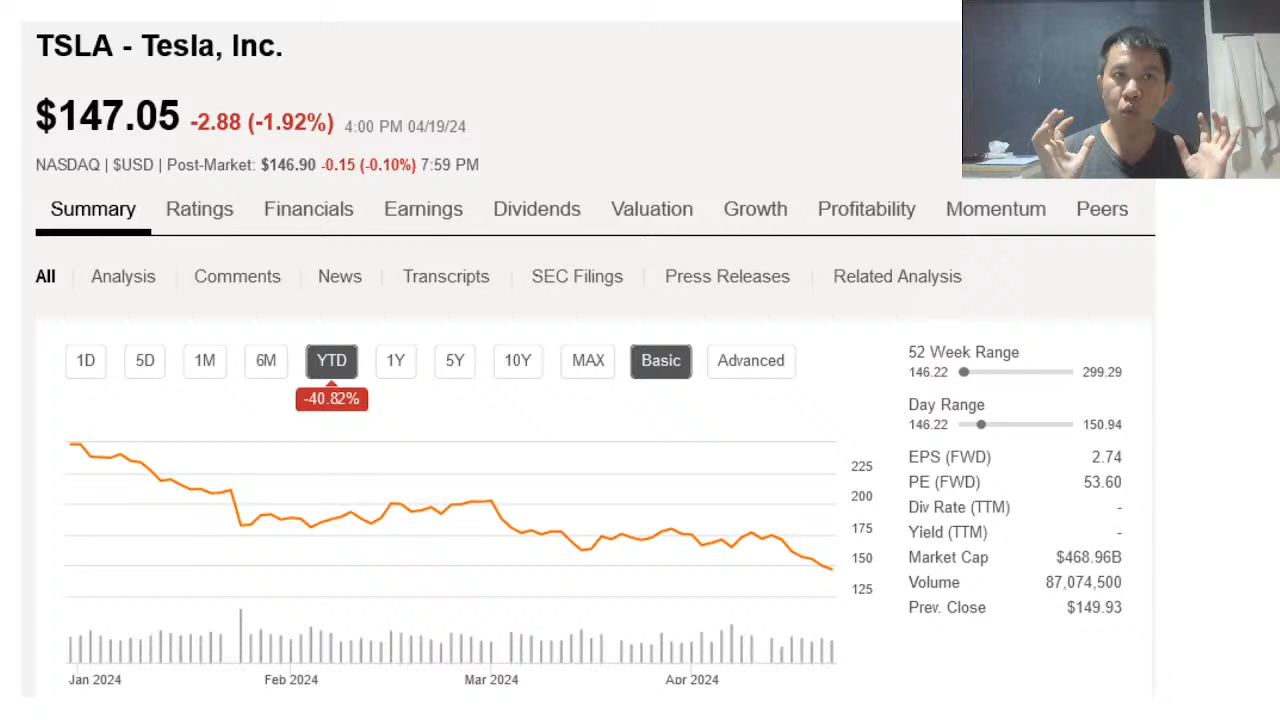 TSLA - Tesla, Inc.
$147.05 -2.88 (-1.92%) 4:00 PM 04/19/24
NASDAQ | $USD | Post-Market: $146.90 -0.15 (-0.10%) 7:59 PM
Summary Ratings Financials Earnings Dividends Valuation Growth Profitability Momentum Peers
All Analysis Comments News Transcripts SEC Filings Press Releases Related Analysis
1D 5D 1M 6M YTD 1Y 5Y 10Y MAX Basic Advanced
-40.82%
225
200
175
150
125
Jan 2024 Feb 2024 Mar 2024 Apr 2024
52 Week Range
146.22 299.29
Day Range
146.22 150.94
EPS (FWD) 2.74
PE (FWD) 53.60
Div Rate (TTM) -
Yield (TTM) -
Market Cap $468.96B
Volume 87,074,500
Prev. Close $149.93